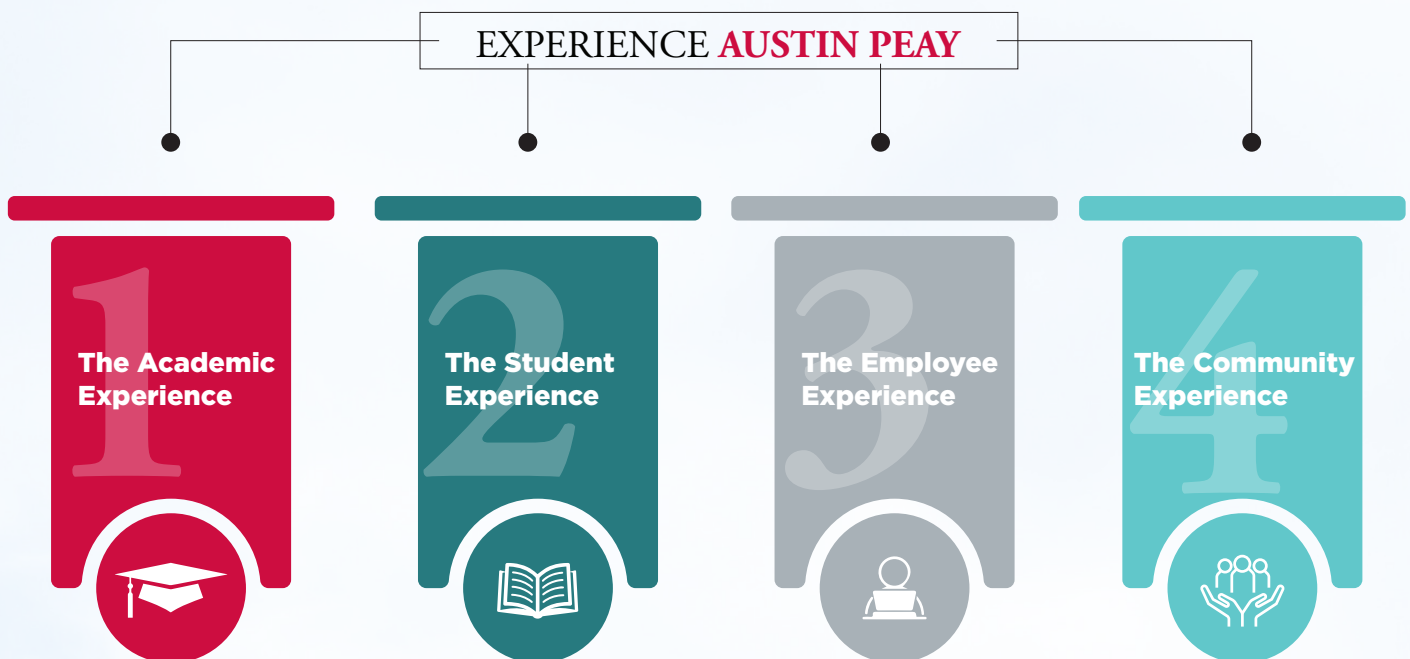 EXPERIENCE AUSTIN PEAY
1
The Academic
Experience
2
The Student
Experience
3
The Employee
Experience
4
The Community
Experience